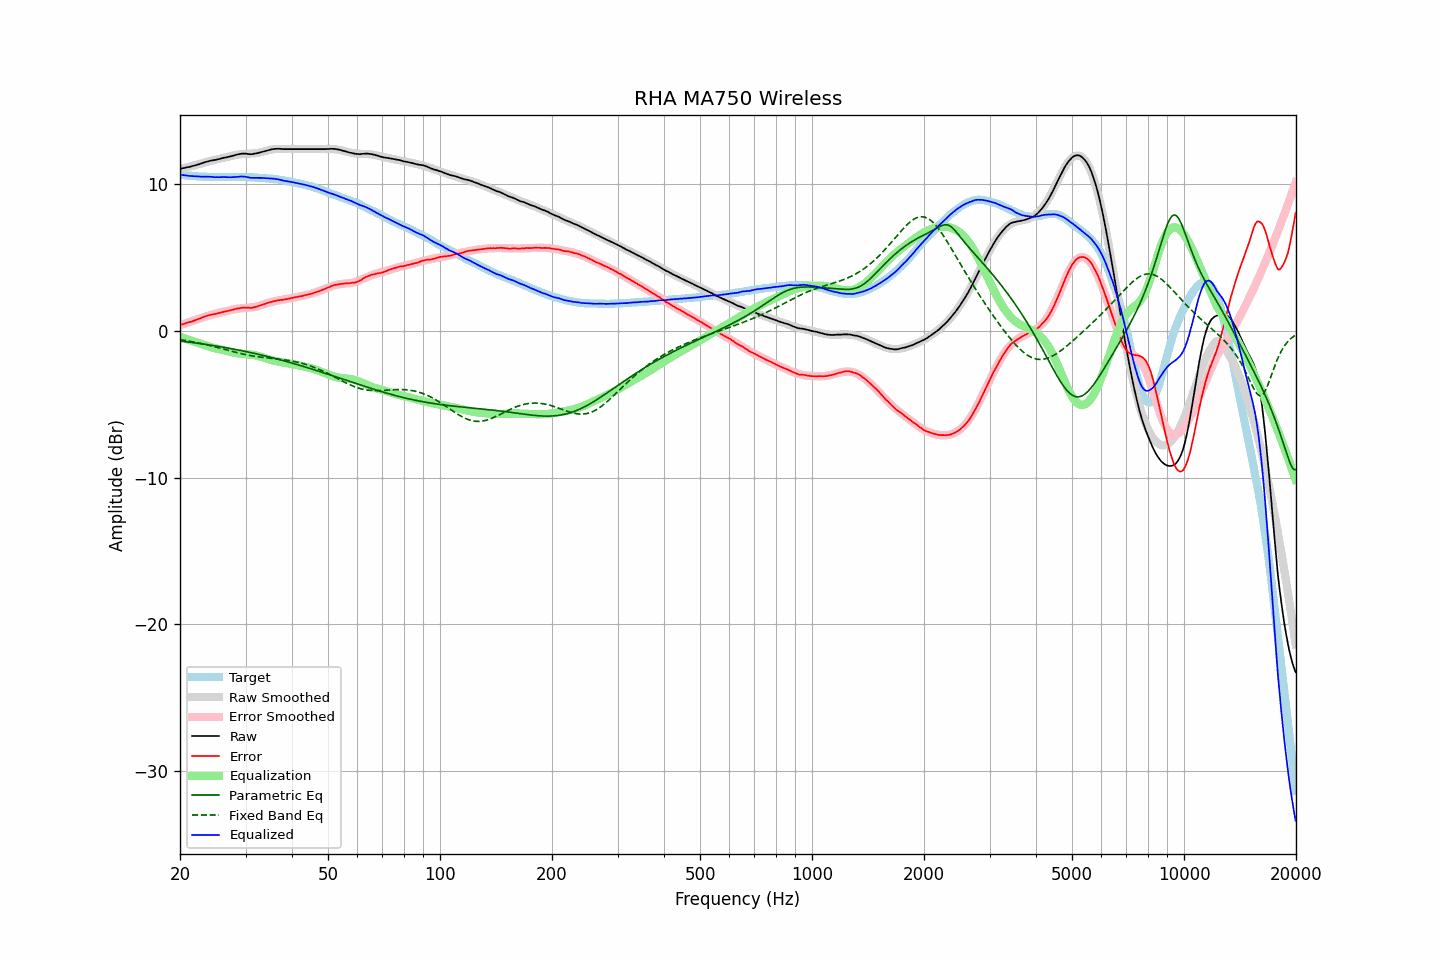 RHA MA750 Wireless
Amplitude (dBr)
10
0
−10
−20
−30
Target
Raw Smoothed
Error Smoothed
Raw
Error
Equalization
Parametric Eq
Fixed Band Eq
Equalized
20 50 100 200 500 1000 2000 5000 10000 20000
Frequency (Hz)